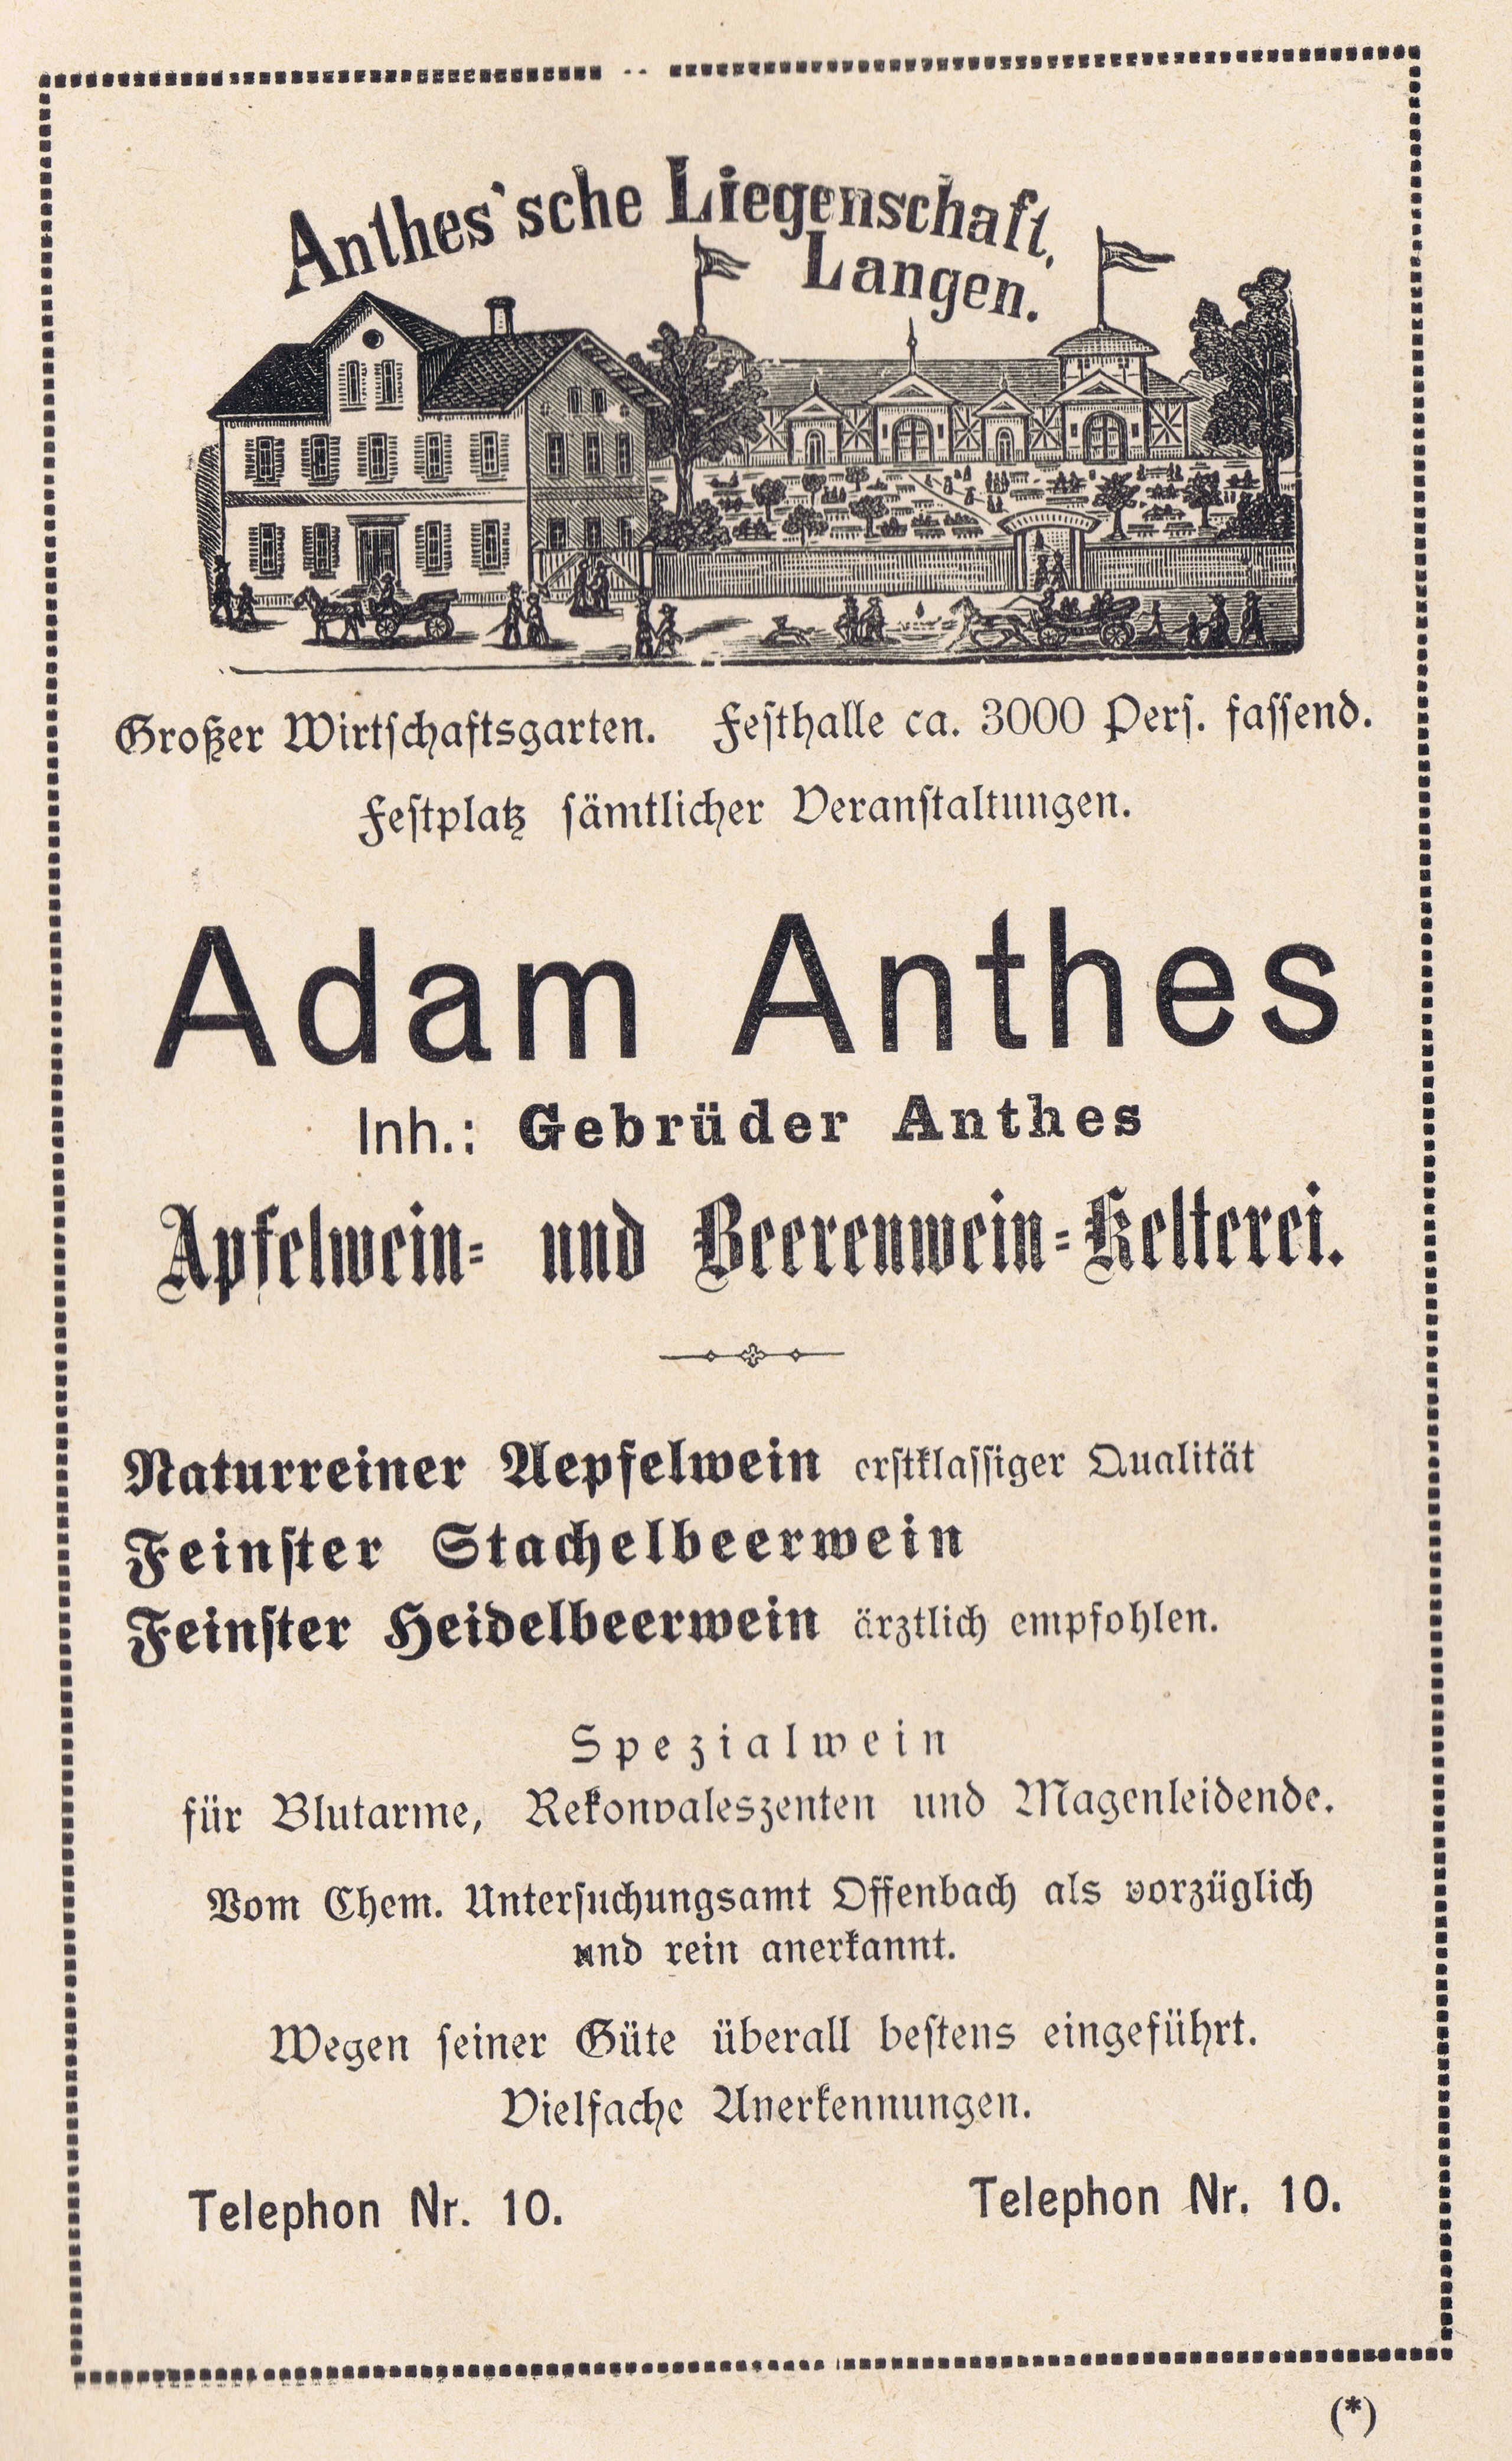 Anthes'sche Liegenschaft,
Langen.
Großer Wirtschaftsgarten. Festhalle ca. 3000 Pers. fassend.
Festplatz sämtlicher Veranstaltungen.
Adam Anthes
Inh.: Gebrüder Anthes
Apfelwein- und Beerenwein-Kelterei.
Naturreiner Aepfelwein erstklassiger Qualität
Feinster Stachelbeerwein
Feinster Heidelbeerwein ärztlich empfohlen.
Spezialwein
für Blutarme, Rekonvaleszenten und Magenleidende.
Vom Chem. Untersuchungsamt Offenbach als vorzüglich
und rein anerkannt.
Wegen seiner Güte überall bestens eingeführt.
Vielfache Anerkennungen.
Telephon Nr. 10. Telephon Nr. 10.
(*)